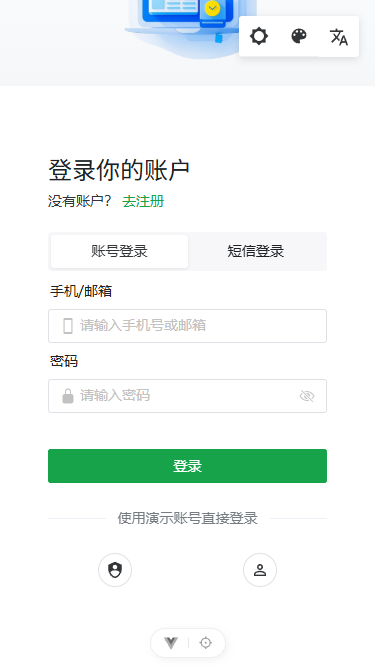 登录你的账户
没有账户？ 去注册
账号登录 短信登录
手机/邮箱
请输入手机号或邮箱
密码
请输入密码
登录
使用演示账号直接登录